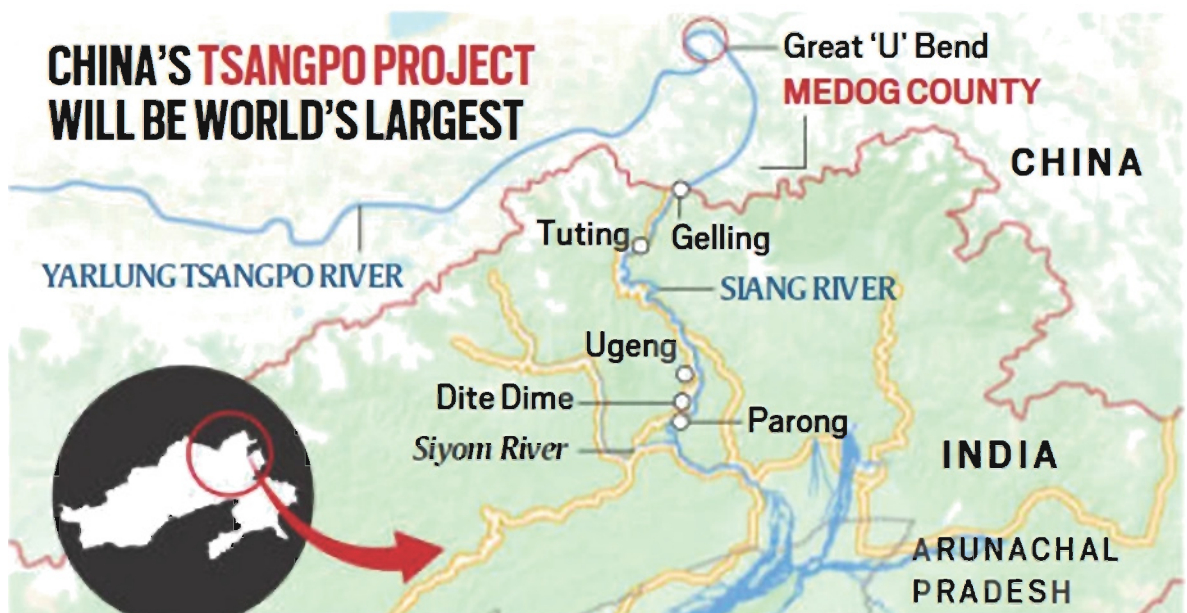 CHINA'S TSANGPO PROJECT
WILL BE WORLD'S LARGEST
Great 'U' Bend
MEDOG COUNTY
CHINA
Tuting
Gelling
YARLUNG TSANGPO RIVER
SIANG RIVER
Ugeng
Dite Dime
Parong
Siyom River
INDIA
ARUNACHAL
PRADESH